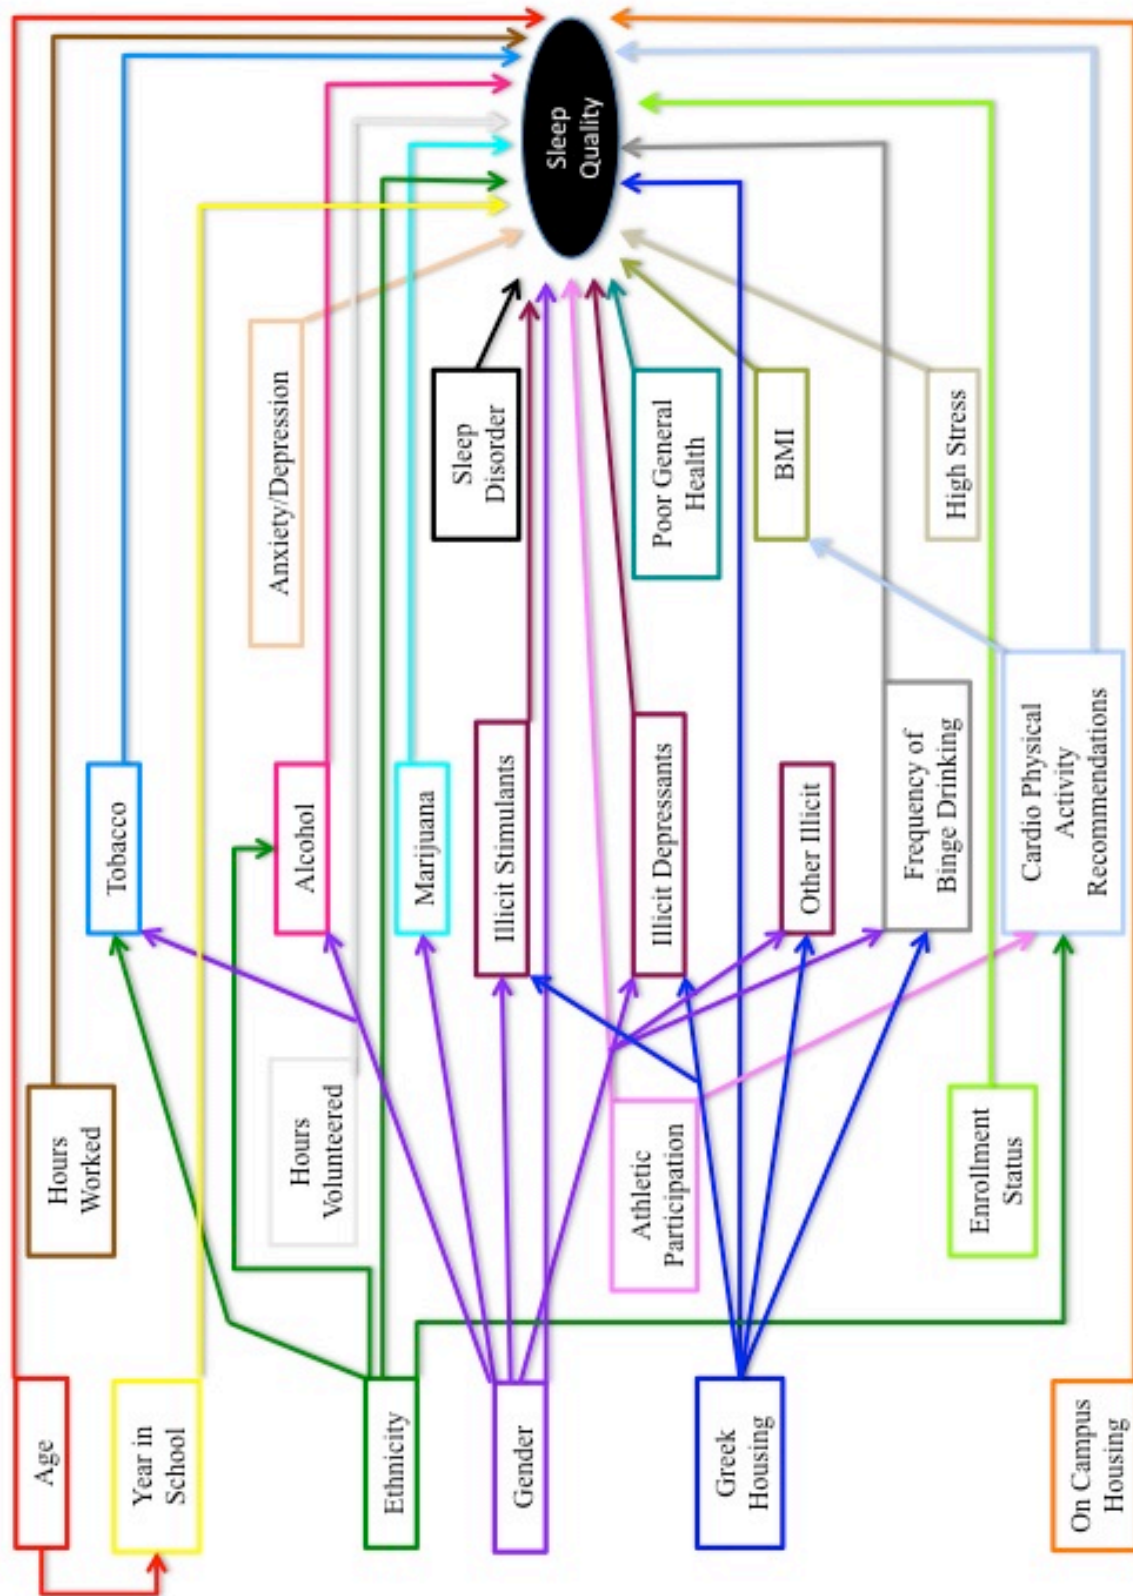 Age
Year in
School
Ethnicity
Gender
Greek
Housing
On Campus
Housing
Hours
Worked
Hours
Volunteered
Athletic
Participation
Enrollment
Status
Tobacco
Alcohol
Marijuana
Illicit Stimulants
Illicit Depressants
Other Illicit
Frequency of
Binge Drinking
Cardio Physical
Activity
Recommendations
Anxiety/Depression
Sleep
Disorder
Poor General
Health
BMI
High Stress
Sleep
Quality